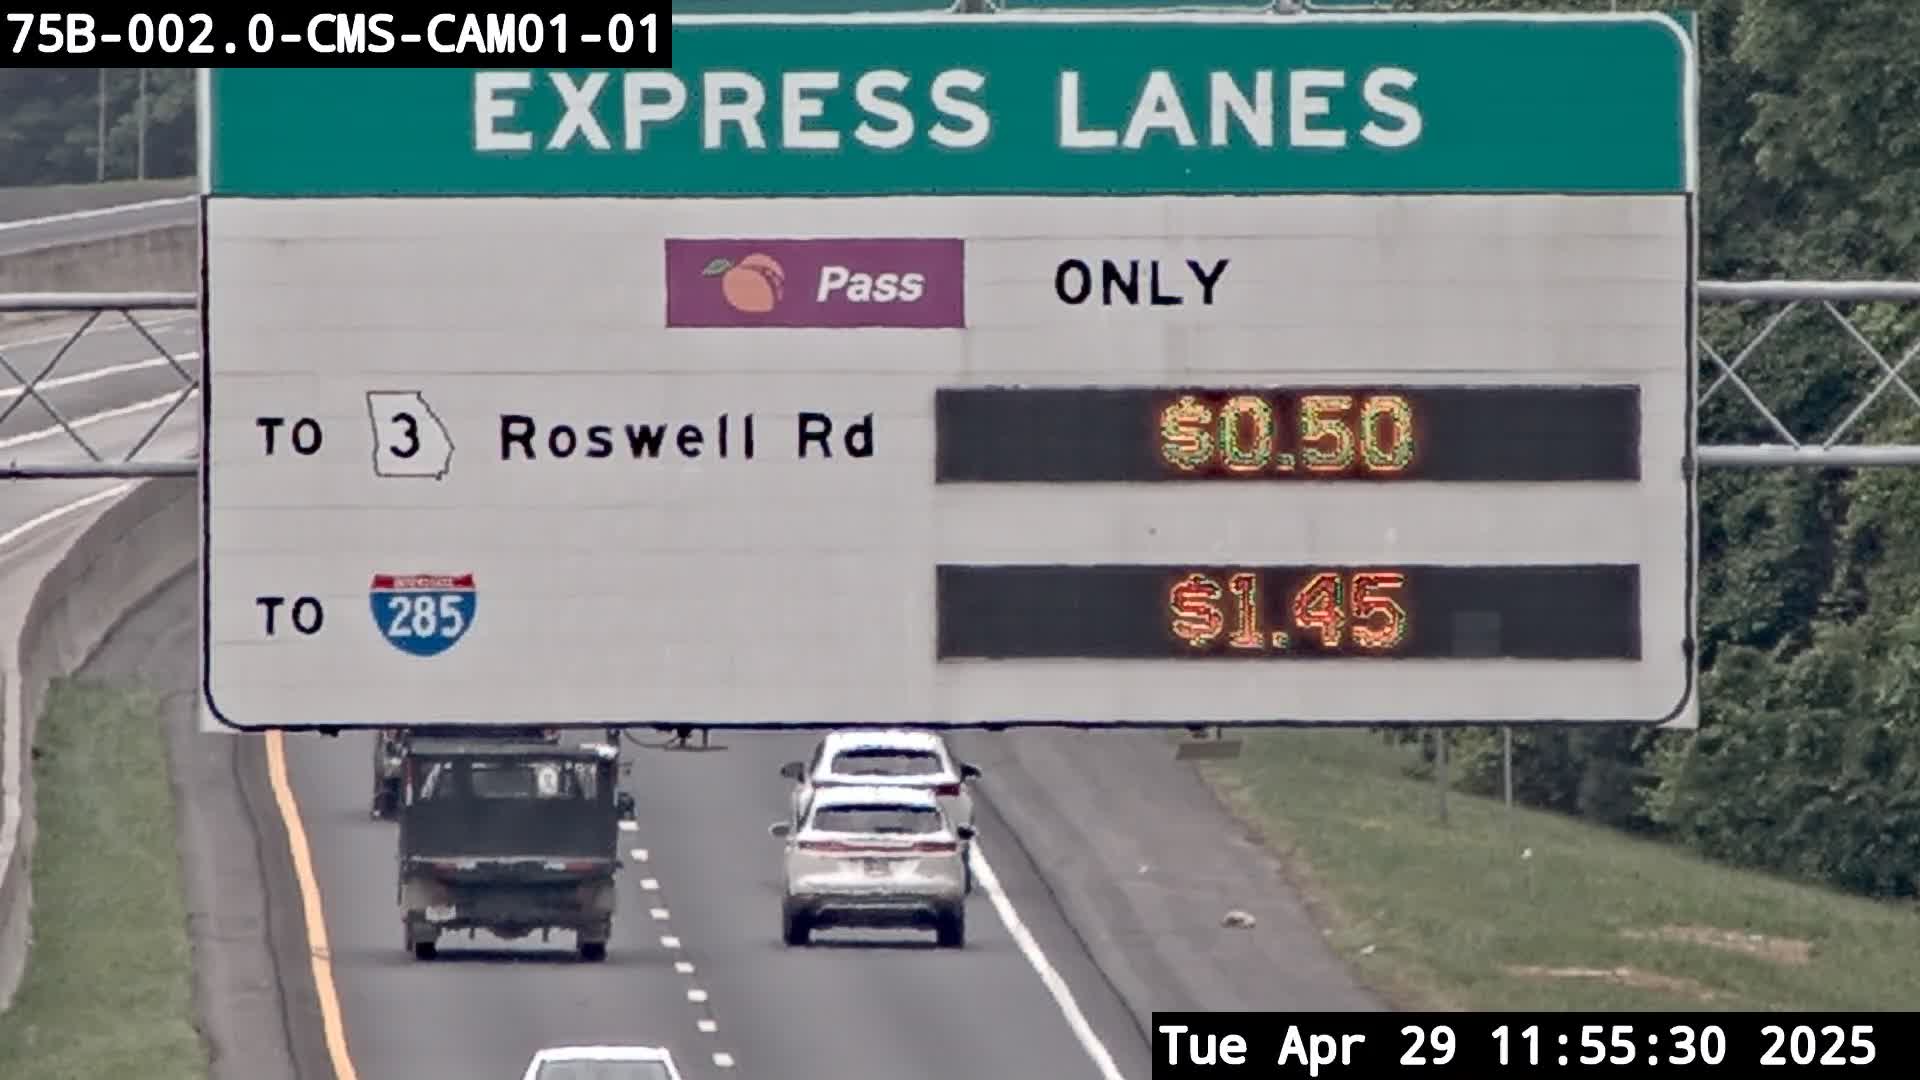 75B-002.0-CMS-CAM01-01
EXPRESS LANES
Pass ONLY
TO 3 Roswell Rd $0.50
TO 285 $1.45
Tue Apr 29 11:55:30 2025